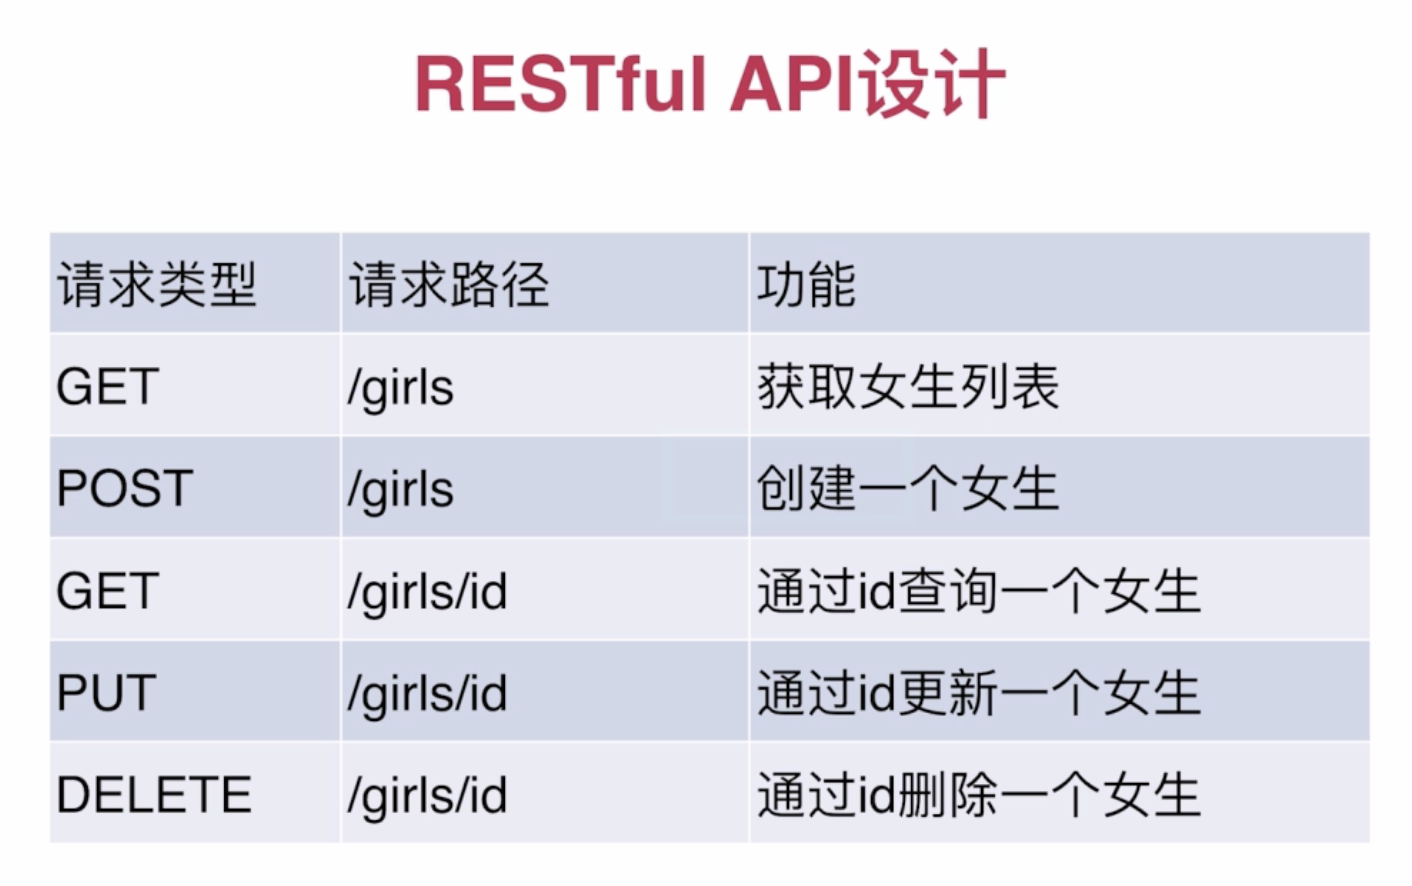 RESTful API设计
请求类型 请求路径 功能
GET /girls 获取女生列表
POST /girls 创建一个女生
GET /girls/id 通过id查询一个女生
PUT /girls/id 通过id更新一个女生
DELETE /girls/id 通过id删除一个女生